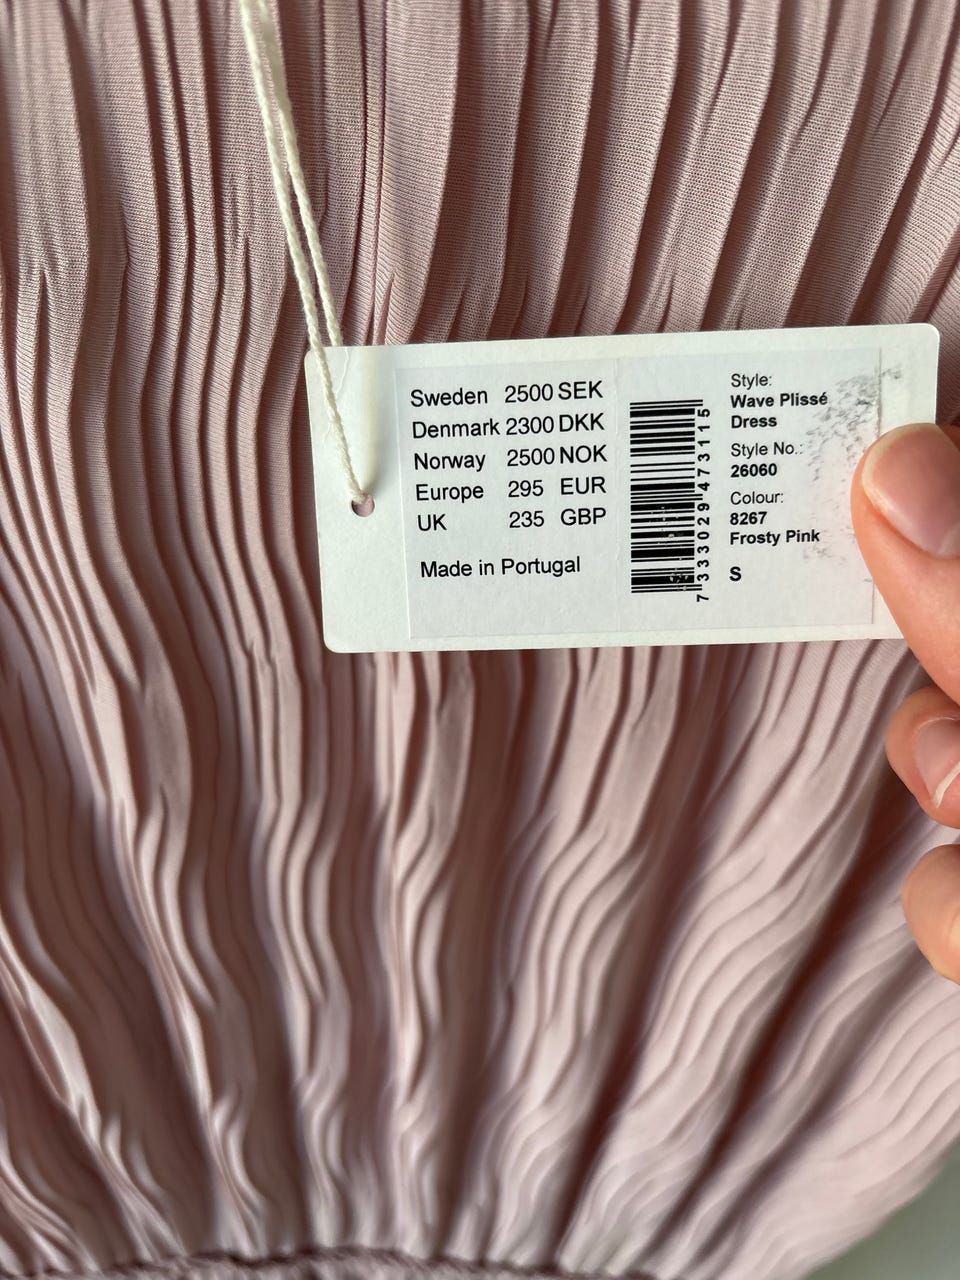 Sweden 2500 SEK
Denmark 2300 DKK
Norway 2500 NOK
Europe 295 EUR
UK 235 GBP
Made in Portugal
7333029473115
Style:
Wave Plissé
Dress
Style No.:
26060
Colour:
8267
Frosty Pink
S